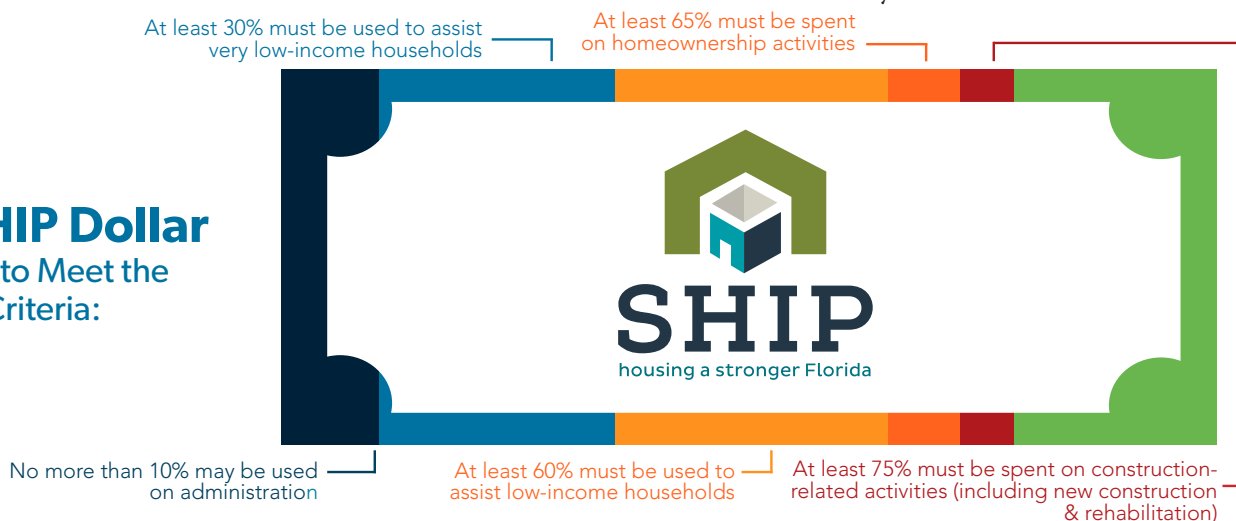 At least 30% must be used to assist
very low-income households
At least 65% must be spent
on homeownership activities
HIP Dollar
to Meet the
Criteria:
SHIP
housing a stronger Florida
No more than 10% may be used
on administration
At least 60% must be used to
assist low-income households
At least 75% must be spent on construction-
related activities (including new construction
& rehabilitation)